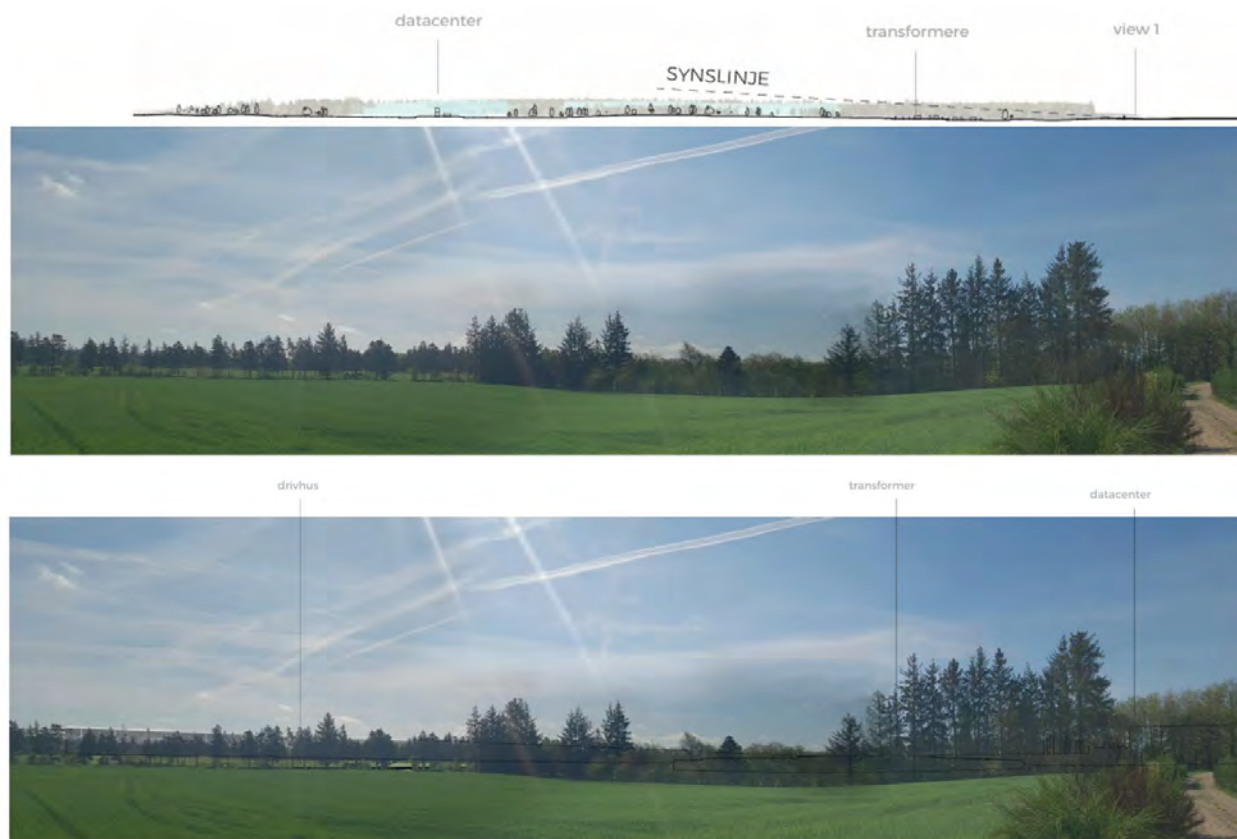 datacenter
transformere
view 1
SYNSLINJE
drivhus
transformer
datacenter